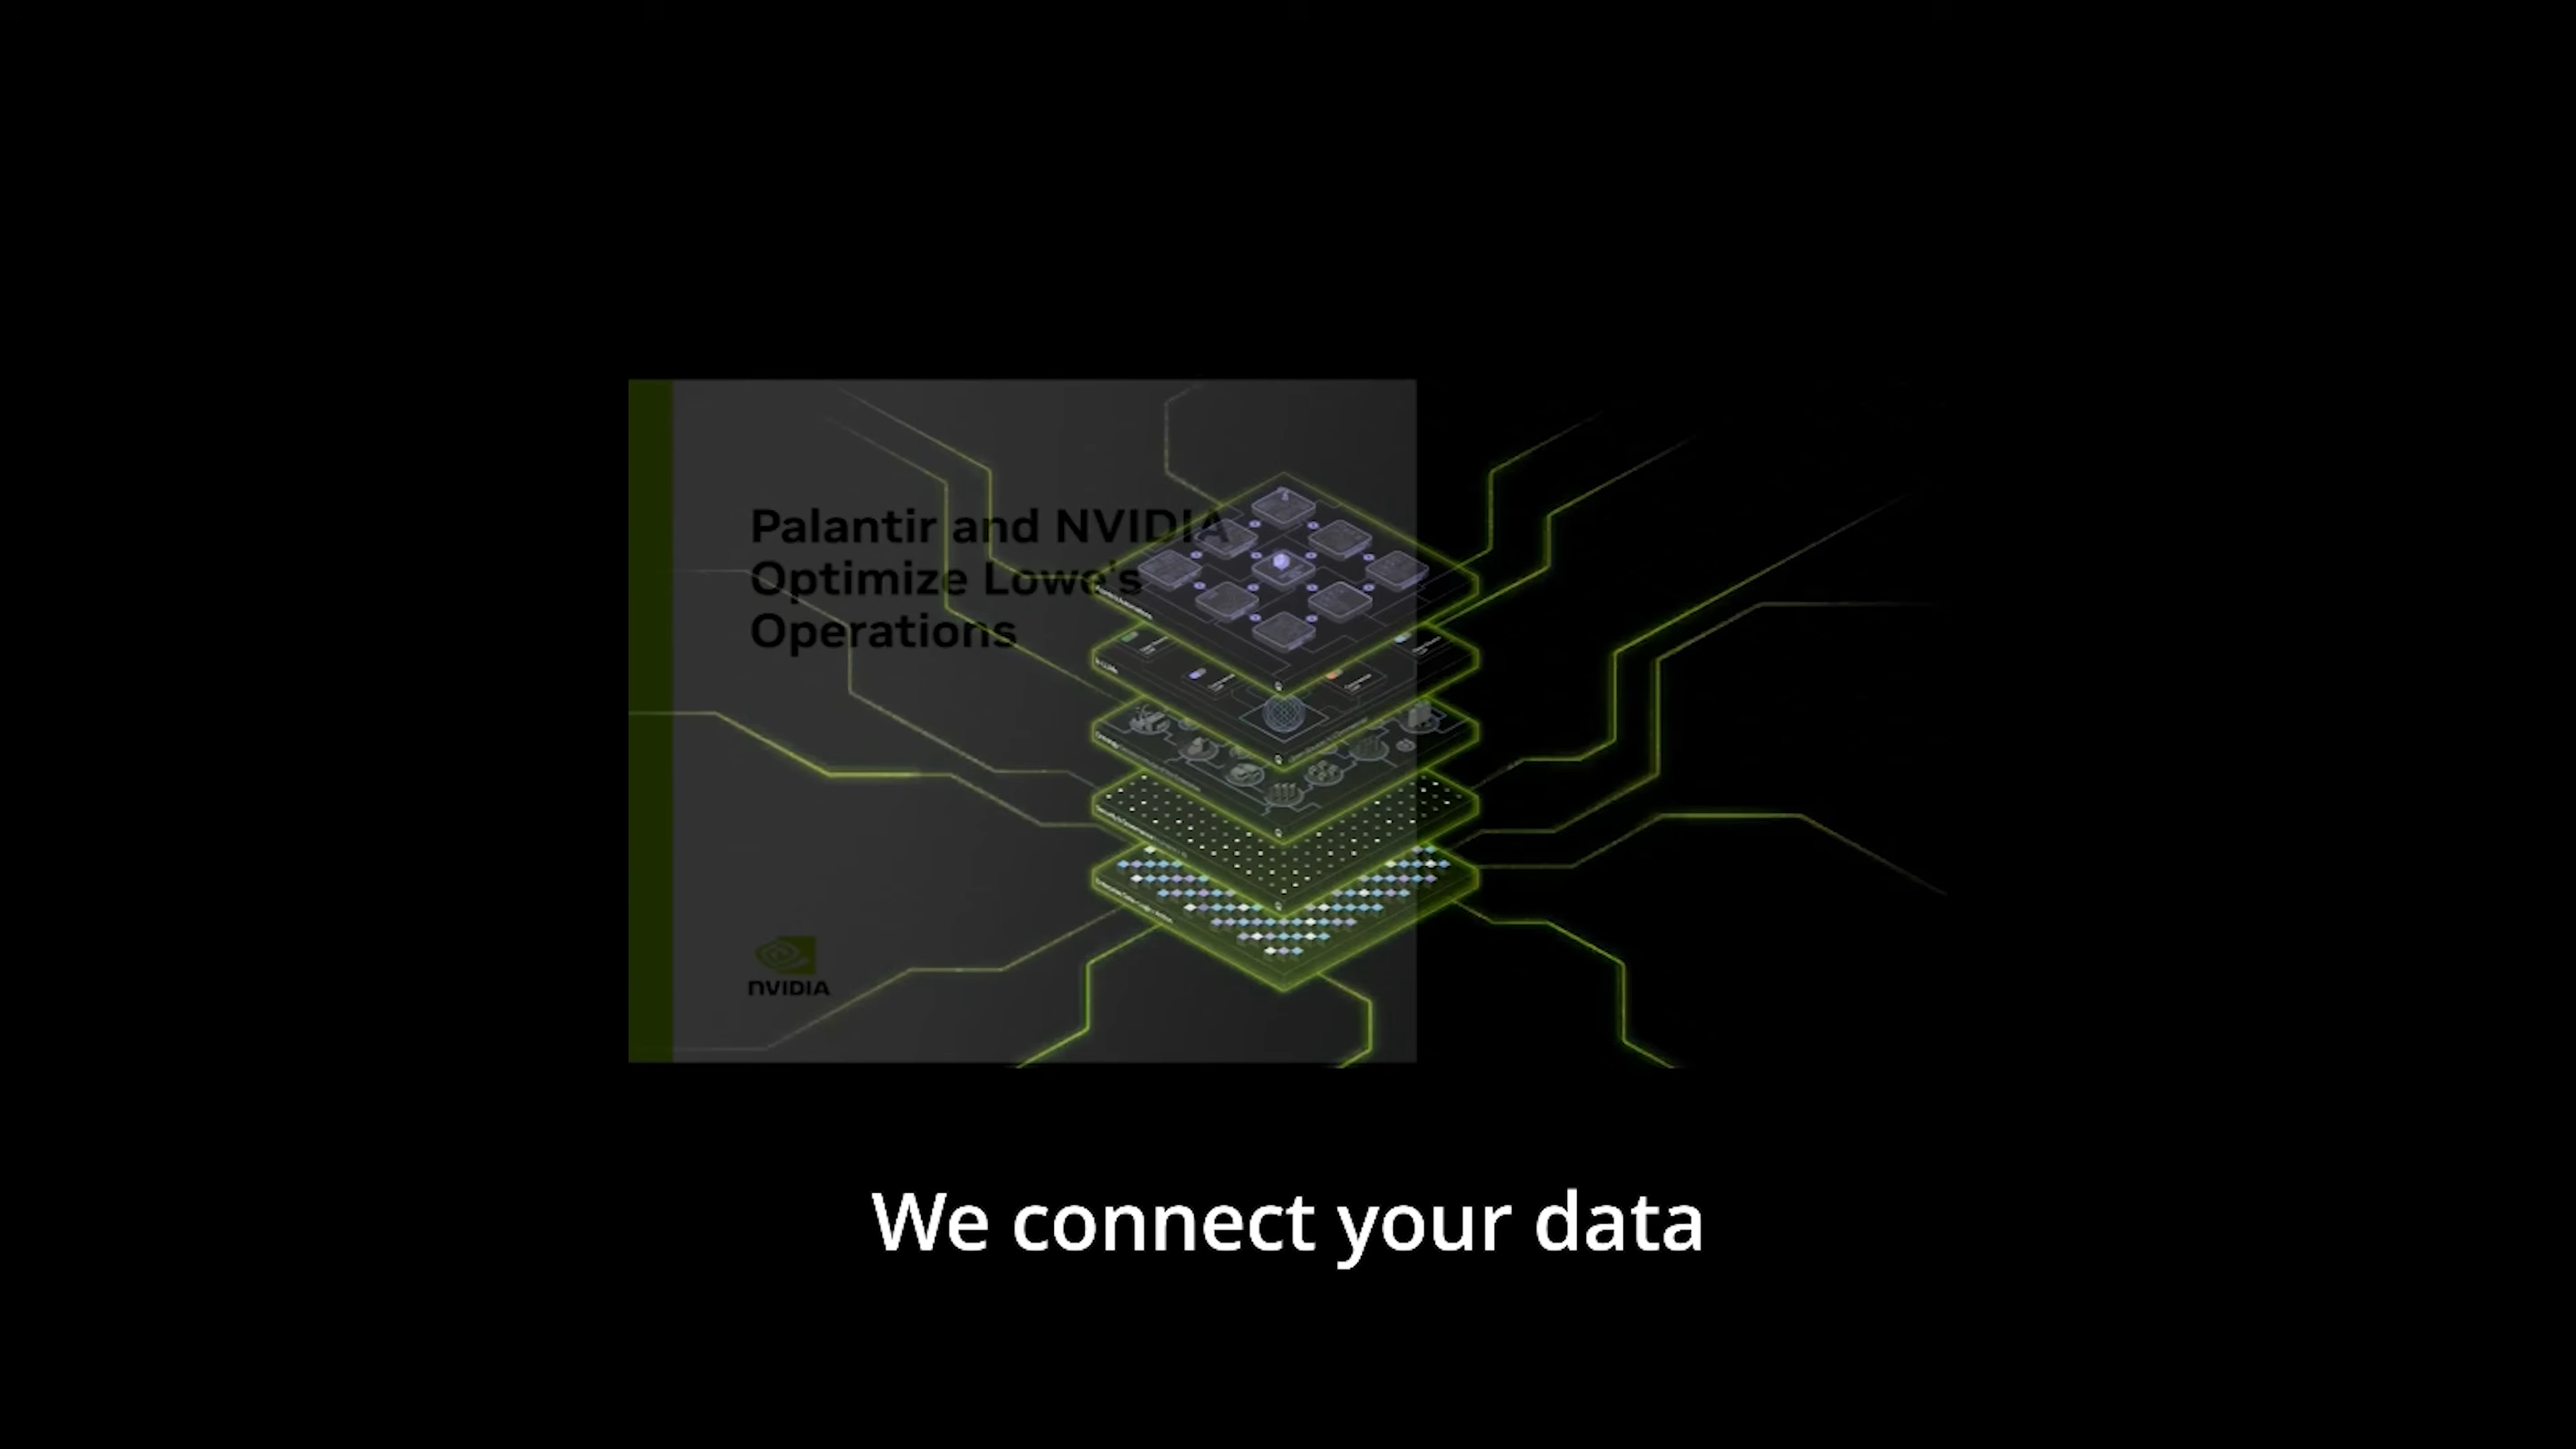 Palantir and NVIDIA
Optimize Lowe's
Operations
NVIDIA
We connect your data